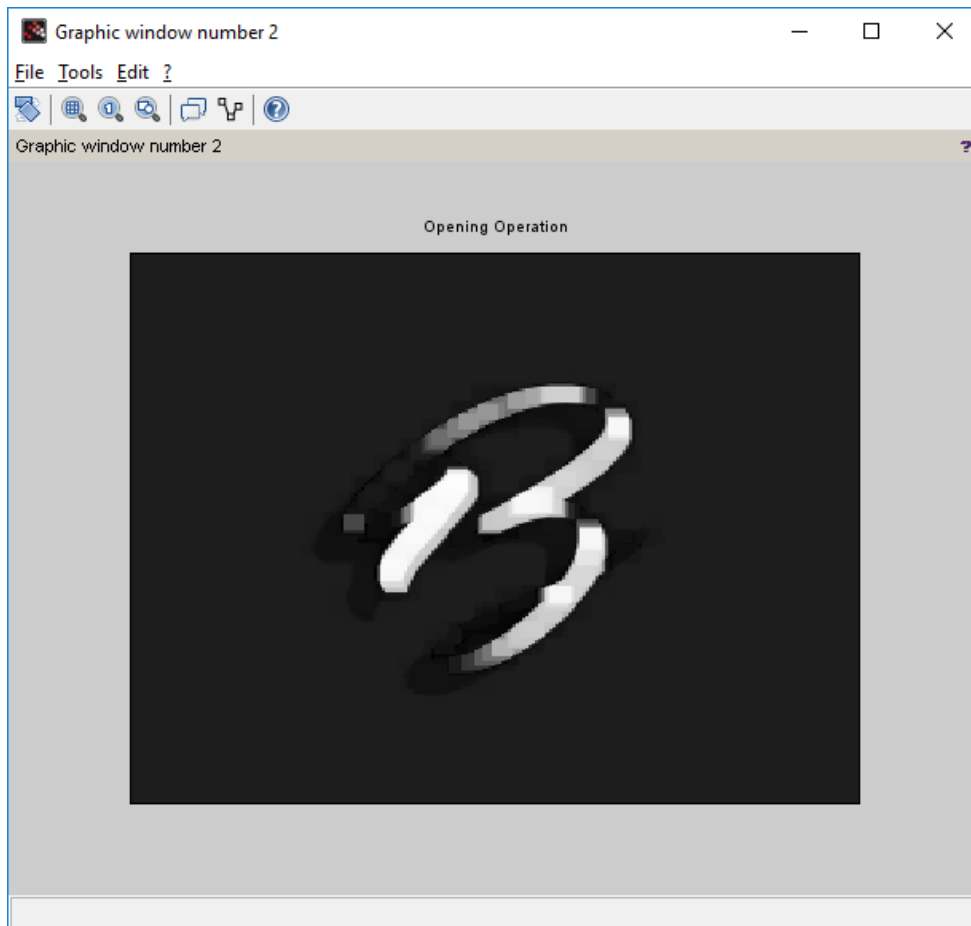 Graphic window number 2
File Tools Edit ?
Graphic window number 2 ?
Opening Operation
B